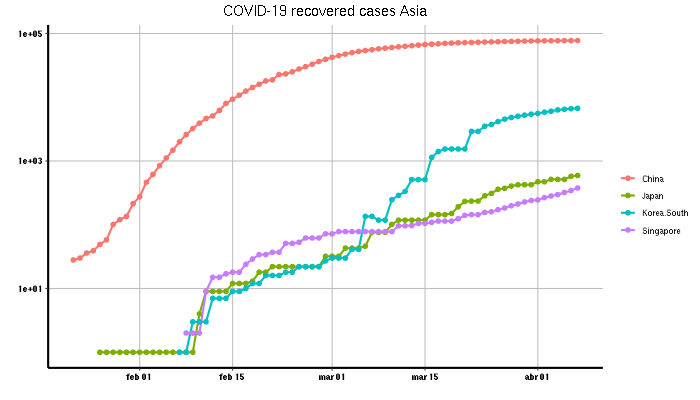 COVID-19 recovered cases Asia
1e+05
1e+03
1e+01
feb 01
feb 15
mar 01
mar 15
abr 01
China
Japan
Korea.South
Singapore